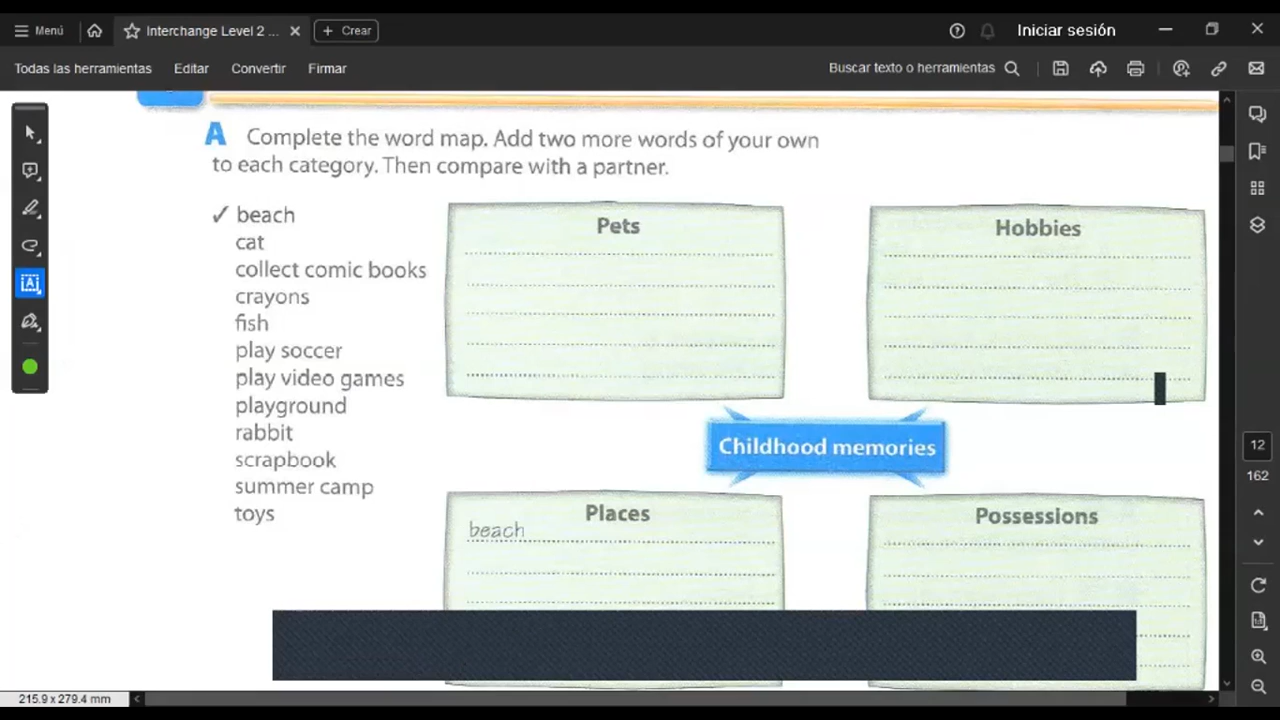 Menú
Interchange Level 2 ...
Crear
Iniciar sesión
Todas las herramientas
Editar
Convertir
Firmar
Buscar texto o herramientas
A Complete the word map. Add two more words of your own
to each category. Then compare with a partner.
✓ beach
cat
collect comic books
crayons
fish
play soccer
play video games
playground
rabbit
scrapbook
summer camp
toys
Pets
Hobbies
Childhood memories
Places
beach
Possessions
12
162
215.9 x 279.4 mm